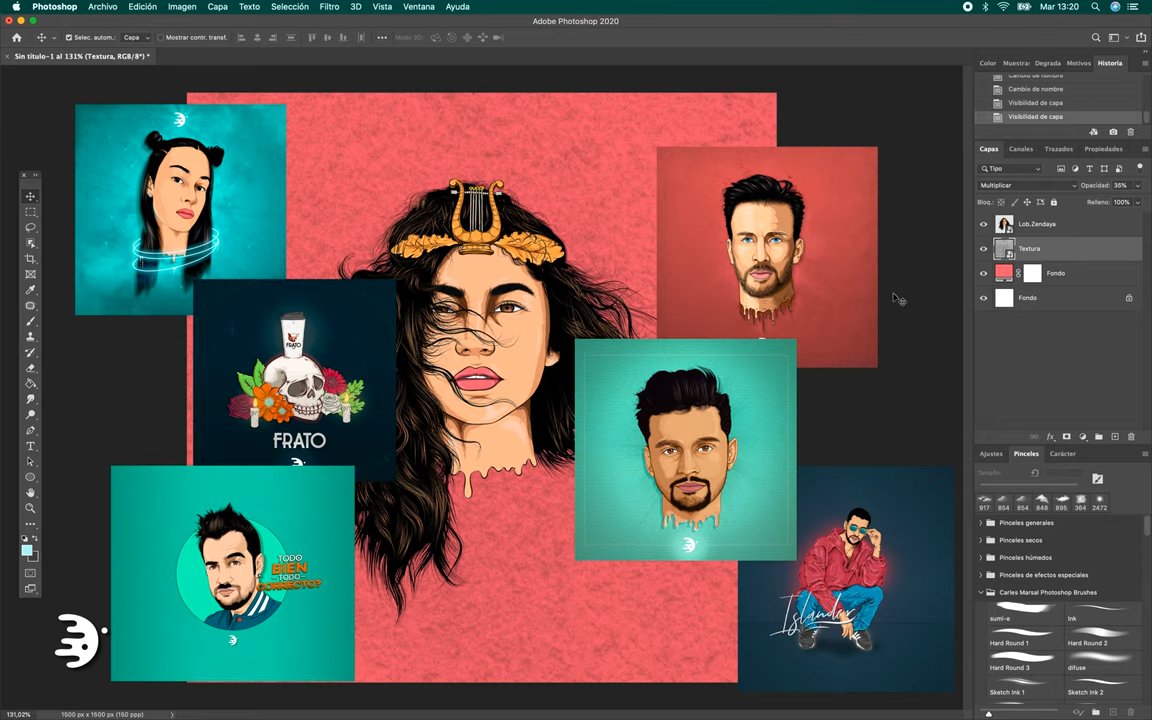 Photoshop Archivo Edición Imagen Capa Texto Selección Filtro 3D Vista Ventana Ayuda Mar 13:20
Adobe Photoshop 2020
Selec. autom.: Capa Mostrar contr. transf. Modo 3D:
Sin título-1 al 131% (Textura, RGB/8*) *
Color Muestra: Degrada Motivos Historia
Cambio de nombre
Cambio de nombre
Visibilidad de capa
Visibilidad de capa
Capas Canales Trazados Propiedades
Tipo
Multiplicar Opacidad: 35%
Bloq.: Relleno: 100%
Lob.Zendaya
Textura
Fondo
Fondo
GUCCI
FRATO
FRATO
TODO
BIEN
TODO
CORRECTO?
Islander
Ajustes Pinceles Carácter
Tamaño:
917 854 854 848 895 364 2472
Pinceles generales
Pinceles secos
Pinceles húmedos
Pinceles de efectos especiales
Carles Marsal Photoshop Brushes
sumi-e Ink
Hard Round 1 Hard Round 2
Hard Round 3 difuse
Sketch Ink 1 Sketch Ink 2
131,02% 1500 px x 1500 px (150 ppp)